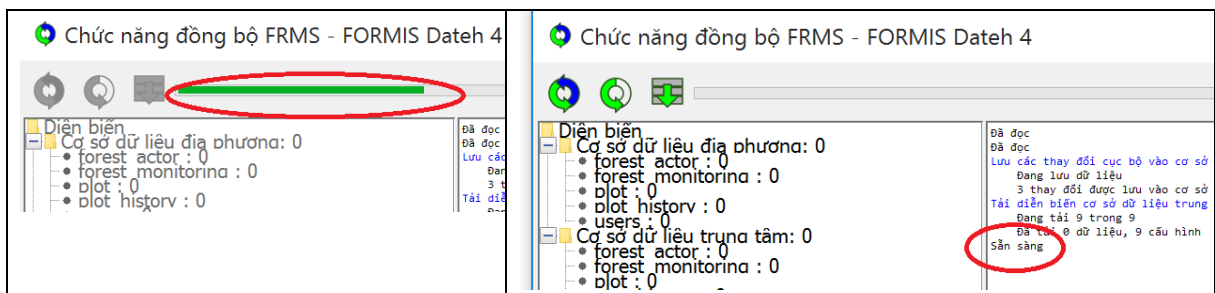 Chức năng đồng bộ FRMS - FORMIS Dateh 4
Diện biến
Cơ sở dữ liệu địa phương: 0
forest_actor : 0
forest_monitoring : 0
plot : 0
plot_history : 0
Đã đọc
Đã đọc
Lưu các
Đan
3 t
Tải diễ
Chức năng đồng bộ FRMS - FORMIS Dateh 4
Diện biến
Cơ sở dữ liệu địa phương: 0
forest_actor : 0
forest_monitoring : 0
plot : 0
plot_history : 0
users : 0
Cơ sở dữ liệu trung tâm: 0
forest_actor : 0
forest_monitoring : 0
plot : 0
Đã đọc
Đã đọc
Lưu các thay đổi cục bộ vào cơ sở
Đang lưu dữ liệu
3 thay đổi được lưu vào cơ sở
Tải diễn biến cơ sở dữ liệu trung
Đang tải 9 trong 9
Đã tải 0 dữ liệu, 9 cấu hình
Sẵn sàng